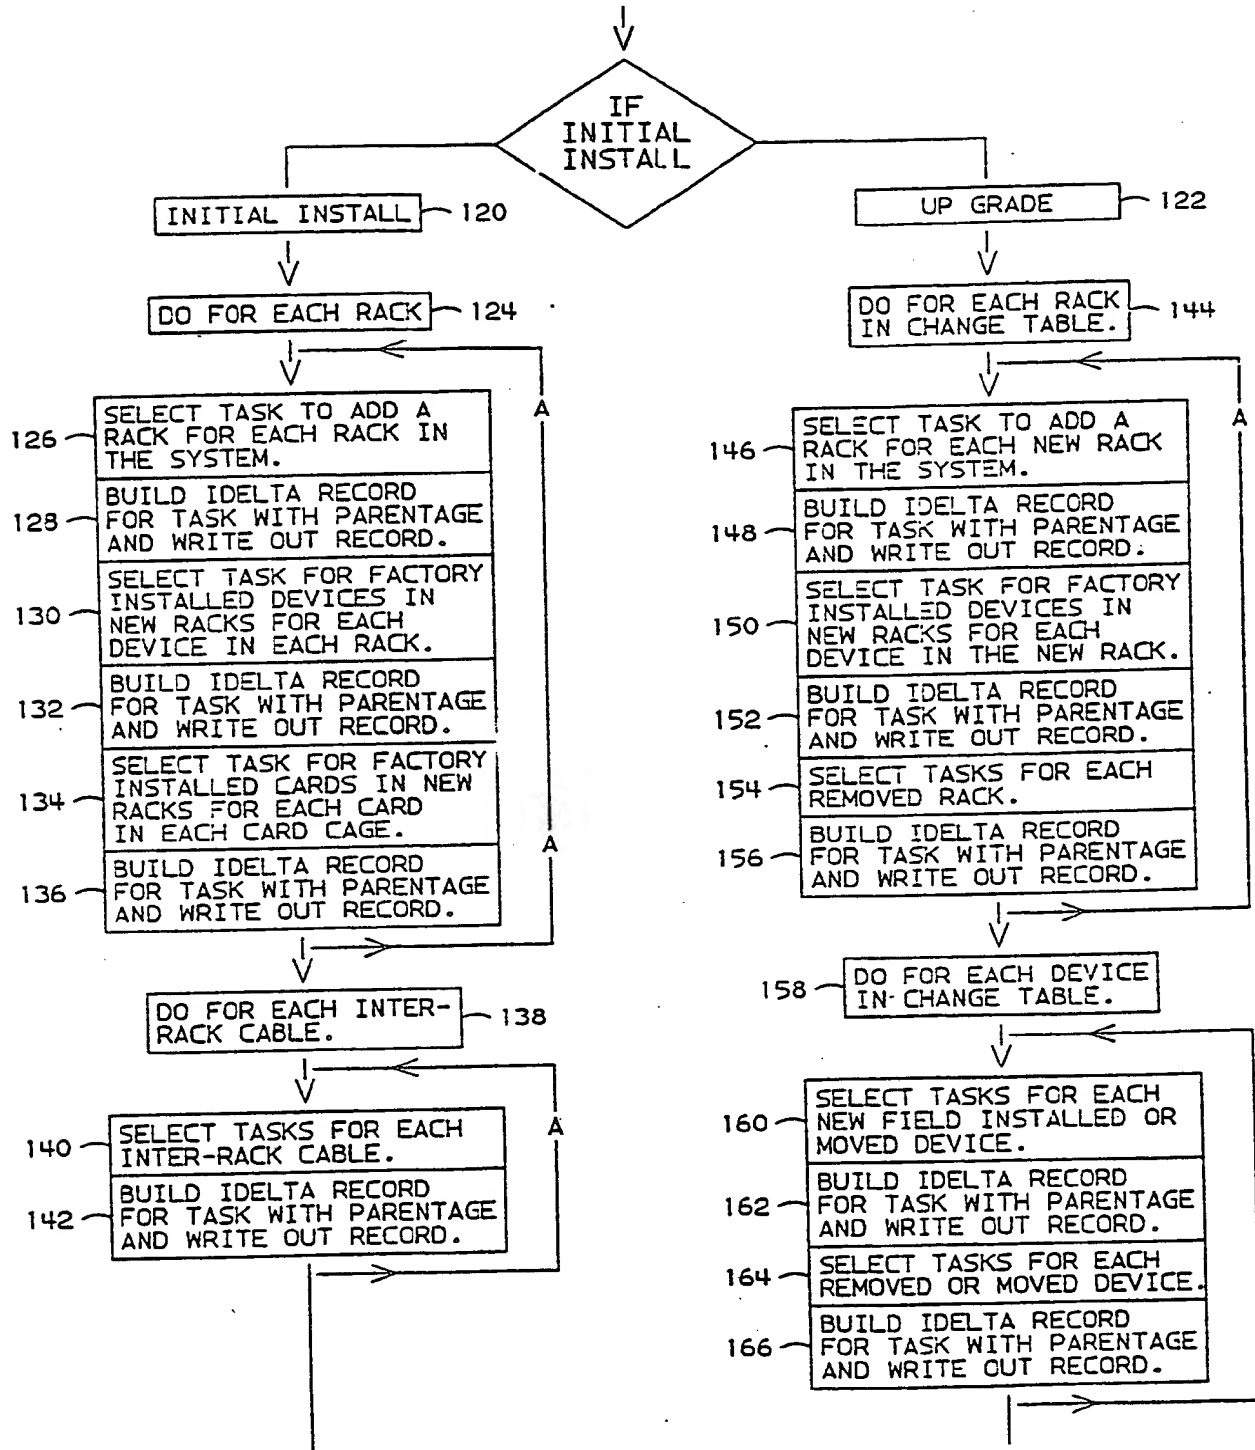 IF
INITIAL
INSTALL
INITIAL INSTALL
120
DO FOR EACH RACK
124
A
126
SELECT TASK TO ADD A
RACK FOR EACH RACK IN
THE SYSTEM.
128
BUILD IDELTA RECORD
FOR TASK WITH PARENTAGE
AND WRITE OUT RECORD.
130
SELECT TASK FOR FACTORY
INSTALLED DEVICES IN
NEW RACKS FOR EACH
DEVICE IN EACH RACK.
132
BUILD IDELTA RECORD
FOR TASK WITH PARENTAGE
AND WRITE OUT RECORD.
134
SELECT TASK FOR FACTORY
INSTALLED CARDS IN NEW
RACKS FOR EACH CARD
IN EACH CARD CAGE.
A
136
BUILD IDELTA RECORD
FOR TASK WITH PARENTAGE
AND WRITE OUT RECORD.
DO FOR EACH INTER-
RACK CABLE.
138
A
140
SELECT TASKS FOR EACH
INTER-RACK CABLE.
142
BUILD IDELTA RECORD
FOR TASK WITH PARENTAGE
AND WRITE OUT RECORD.
UP GRADE
122
DO FOR EACH RACK
IN CHANGE TABLE.
144
A
146
SELECT TASK TO ADD A
RACK FOR EACH NEW RACK
IN THE SYSTEM.
148
BUILD IDELTA RECORD
FOR TASK WITH PARENTAGE
AND WRITE OUT RECORD.
150
SELECT TASK FOR FACTORY
INSTALLED DEVICES IN
NEW RACKS FOR EACH
DEVICE IN THE NEW RACK.
152
BUILD IDELTA RECORD
FOR TASK WITH PARENTAGE
AND WRITE OUT RECORD.
154
SELECT TASKS FOR EACH
REMOVED RACK.
156
BUILD IDELTA RECORD
FOR TASK WITH PARENTAGE
AND WRITE OUT RECORD.
158
DO FOR EACH DEVICE
IN CHANGE TABLE.
160
SELECT TASKS FOR EACH
NEW FIELD INSTALLED OR
MOVED DEVICE.
162
BUILD IDELTA RECORD
FOR TASK WITH PARENTAGE
AND WRITE OUT RECORD.
164
SELECT TASKS FOR EACH
REMOVED OR MOVED DEVICE.
166
BUILD IDELTA RECORD
FOR TASK WITH PARENTAGE
AND WRITE OUT RECORD.